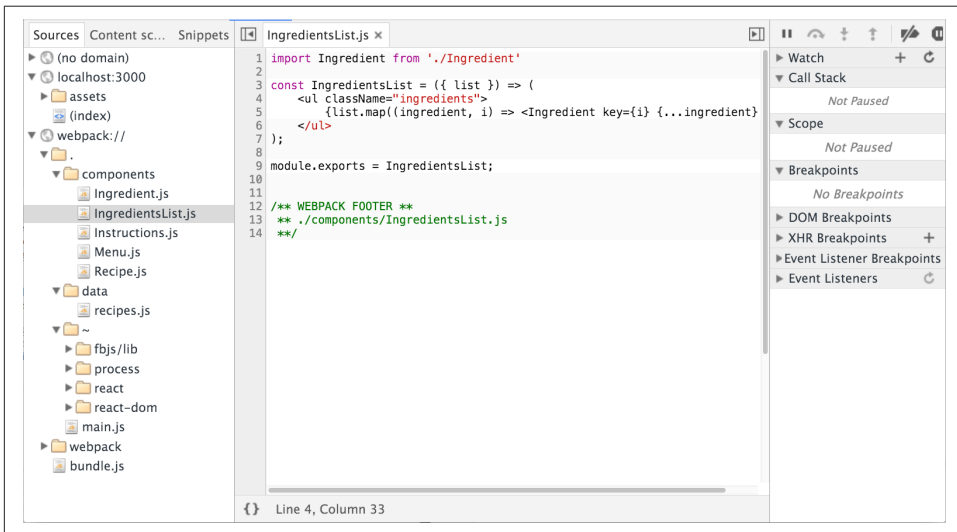 Sources Content sc... Snippets
(no domain)
localhost:3000
assets
(index)
webpack://
.
components
Ingredient.js
IngredientsList.js
Instructions.js
Menu.js
Recipe.js
data
recipes.js
~
fbjs/lib
process
react
react-dom
main.js
webpack
bundle.js
IngredientsList.js ×
1 import Ingredient from './Ingredient'
2
3 const IngredientsList = ({ list }) => (
4     <ul className="ingredients">
5         {list.map((ingredient, i) => <Ingredient key={i} {...ingredient}
6     </ul>
7 );
8
9 module.exports = IngredientsList;
10
11
12 /** WEBPACK FOOTER **
13  ** ./components/IngredientsList.js
14  **/
{} Line 4, Column 33
Watch +
Call Stack
Not Paused
Scope
Not Paused
Breakpoints
No Breakpoints
DOM Breakpoints
XHR Breakpoints +
Event Listener Breakpoints
Event Listeners